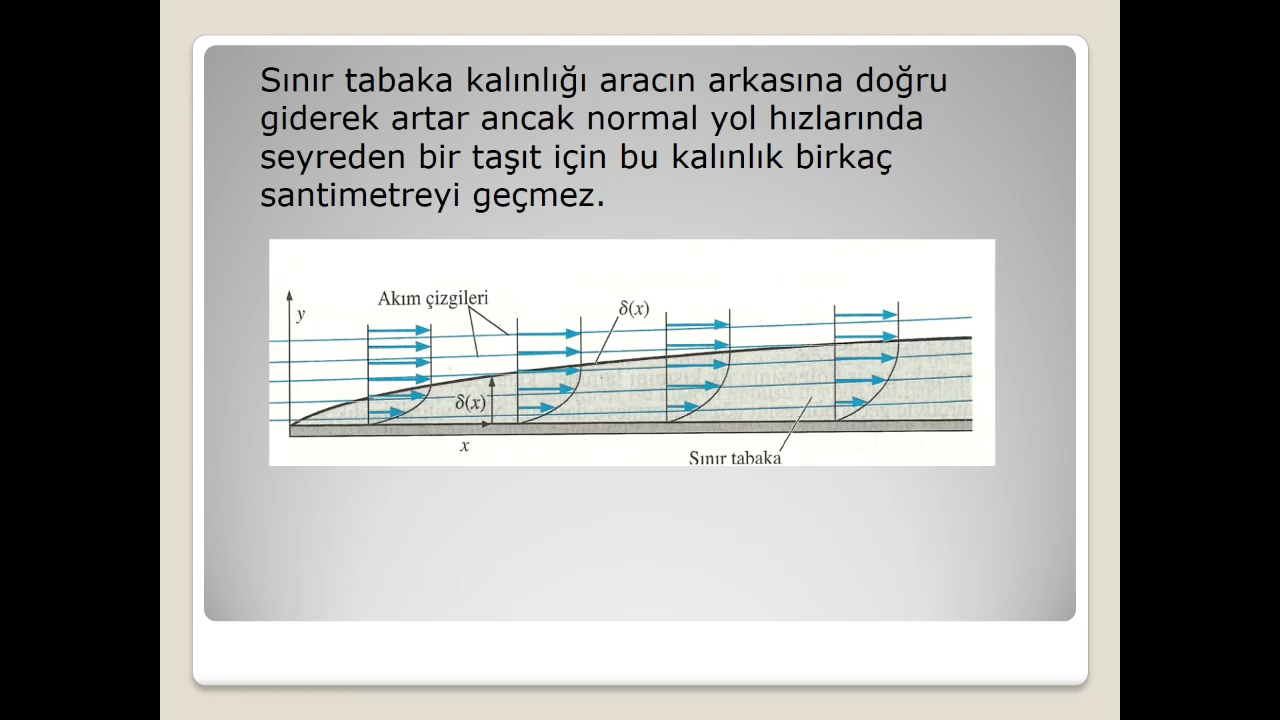 Sınır tabaka kalınlığı aracın arkasına doğru
giderek artar ancak normal yol hızlarında
seyreden bir taşıt için bu kalınlık birkaç
santimetreyi geçmez.
y
Akım çizgileri
δ(x)
δ(x)
x
Sınır tabaka